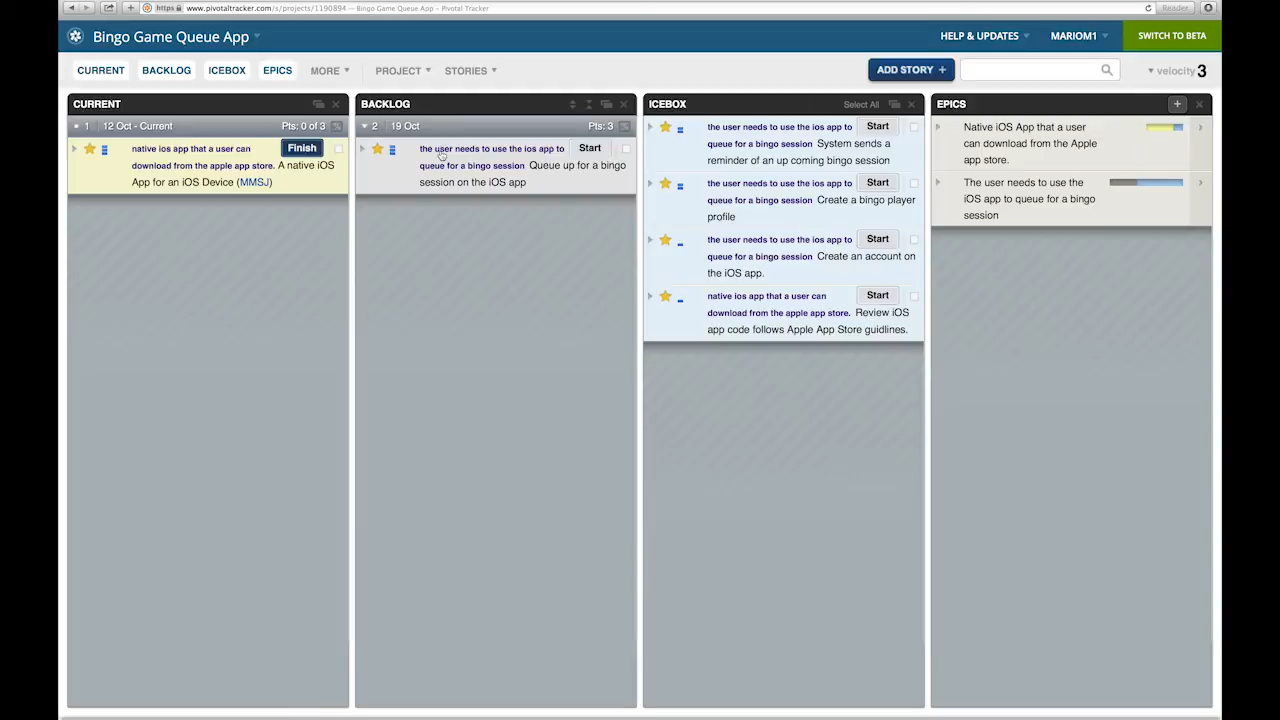 https www.pivotaltracker.com/s/projects/1190894 — Bingo Game Queue App - Pivotal Tracker
Reader
Bingo Game Queue App
HELP & UPDATES
MARIOM1
SWITCH TO BETA
CURRENT
BACKLOG
ICEBOX
EPICS
MORE
PROJECT
STORIES
ADD STORY +
velocity 3
CURRENT
1 12 Oct - Current Pts: 0 of 3
native ios app that a user can
download from the apple app store. A native iOS
App for an iOS Device (MMSJ)
Finish
BACKLOG
2 19 Oct Pts: 3
the user needs to use the ios app to
queue for a bingo session Queue up for a bingo
session on the iOS app
Start
ICEBOX
Select All
the user needs to use the ios app to
queue for a bingo session System sends a
reminder of an up coming bingo session
Start
the user needs to use the ios app to
queue for a bingo session Create a bingo player
profile
Start
the user needs to use the ios app to
queue for a bingo session Create an account on
the iOS app.
Start
native ios app that a user can
download from the apple app store. Review iOS
app code follows Apple App Store guidlines.
Start
EPICS
+
Native iOS App that a user
can download from the Apple
app store.
The user needs to use the
iOS app to queue for a bingo
session